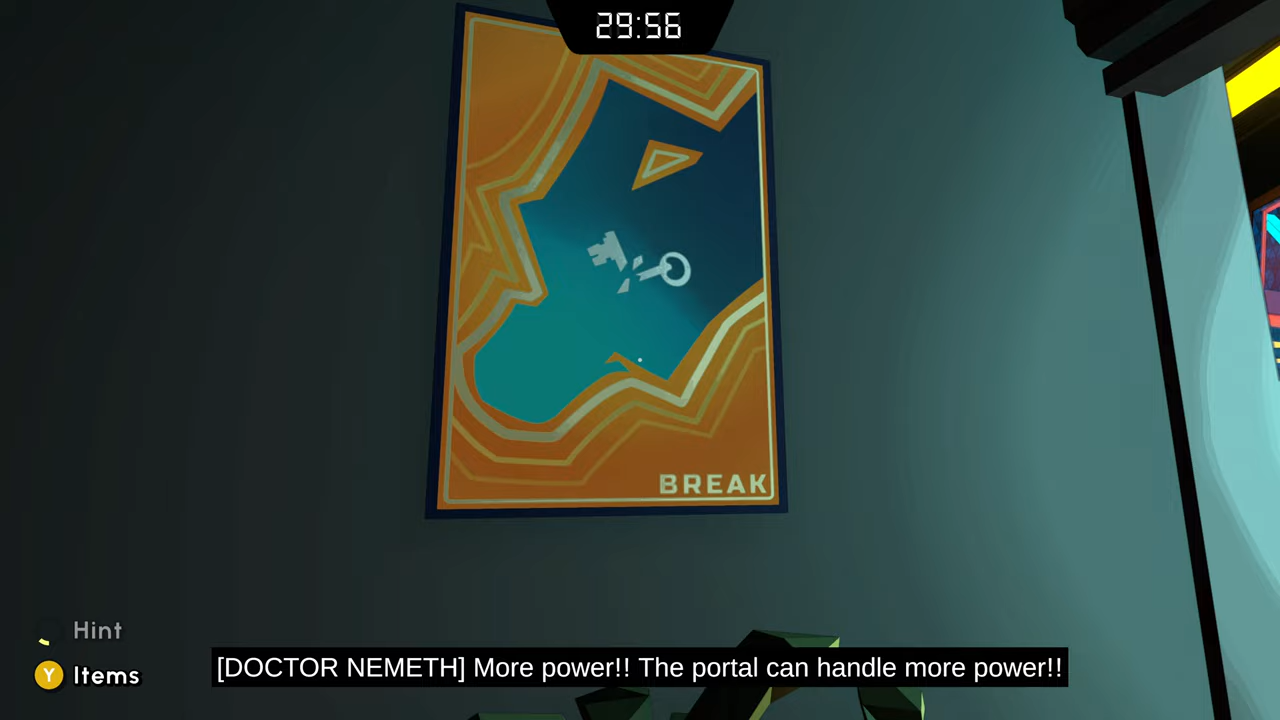 29:56
BREAK
Hint
Y Items
[DOCTOR NEMETH] More power!! The portal can handle more power!!